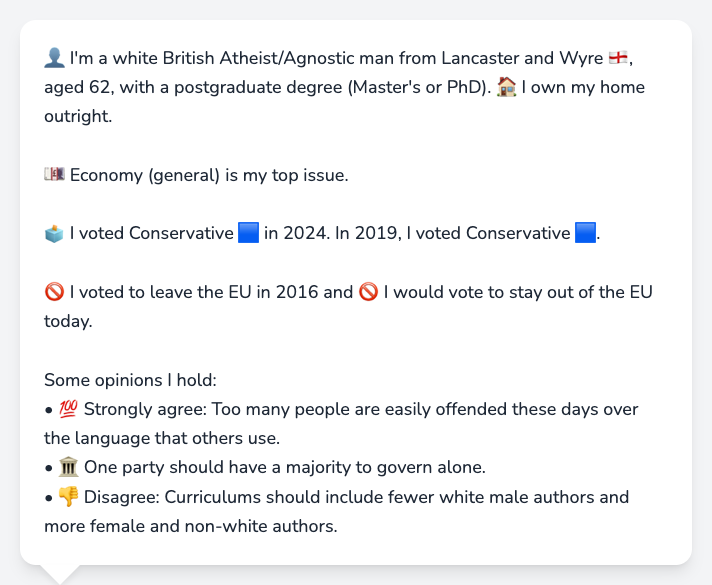 👤 I'm a white British Atheist/Agnostic man from Lancaster and Wyre 🏴󠁧󠁢󠁥󠁮󠁧󠁿,
aged 62, with a postgraduate degree (Master's or PhD). 🏠 I own my home
outright.
💷 Economy (general) is my top issue.
🗳️ I voted Conservative 🟦 in 2024. In 2019, I voted Conservative 🟦.
🚫 I voted to leave the EU in 2016 and 🚫 I would vote to stay out of the EU
today.
Some opinions I hold:
• 💯 Strongly agree: Too many people are easily offended these days over
the language that others use.
• 🏛️ One party should have a majority to govern alone.
• 👎 Disagree: Curriculums should include fewer white male authors and
more female and non-white authors.